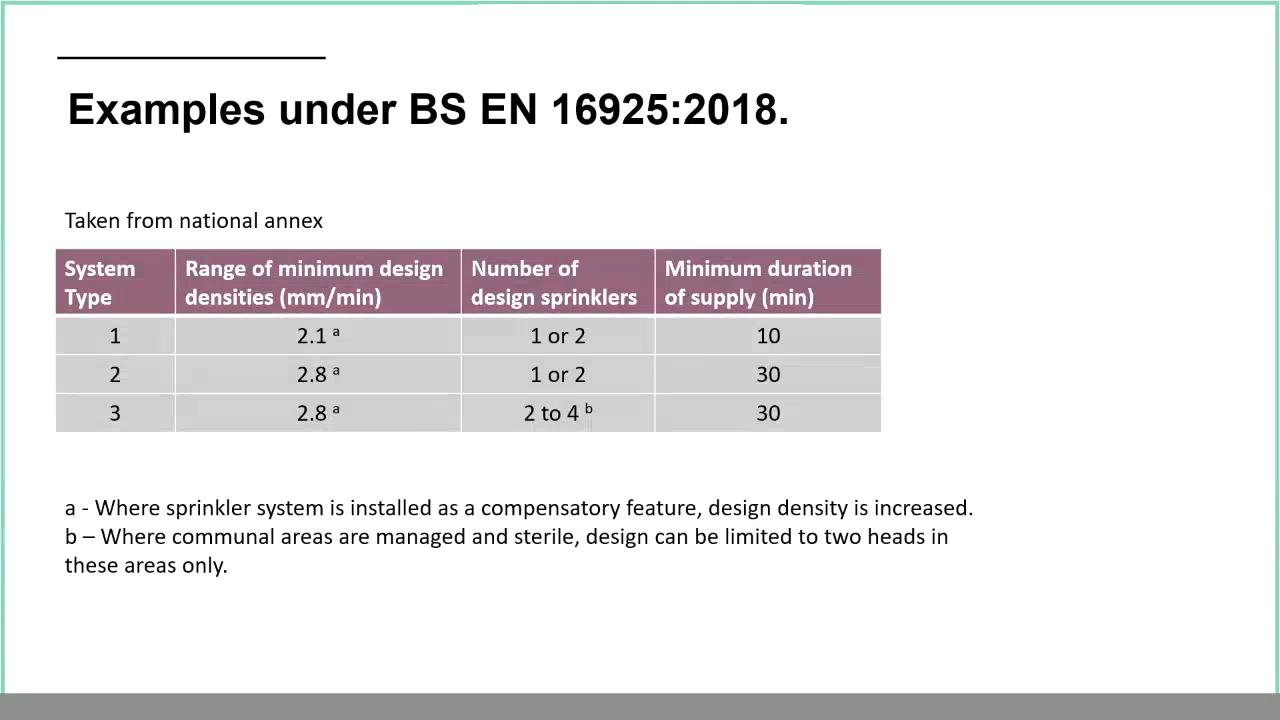 Examples under BS EN 16925:2018.
Taken from national annex
System Type | Range of minimum design densities (mm/min) | Number of design sprinklers | Minimum duration of supply (min)
1 | 2.1 ᵃ | 1 or 2 | 10
2 | 2.8 ᵃ | 1 or 2 | 30
3 | 2.8 ᵃ | 2 to 4 ᵇ | 30
a - Where sprinkler system is installed as a compensatory feature, design density is increased.
b – Where communal areas are managed and sterile, design can be limited to two heads in
these areas only.